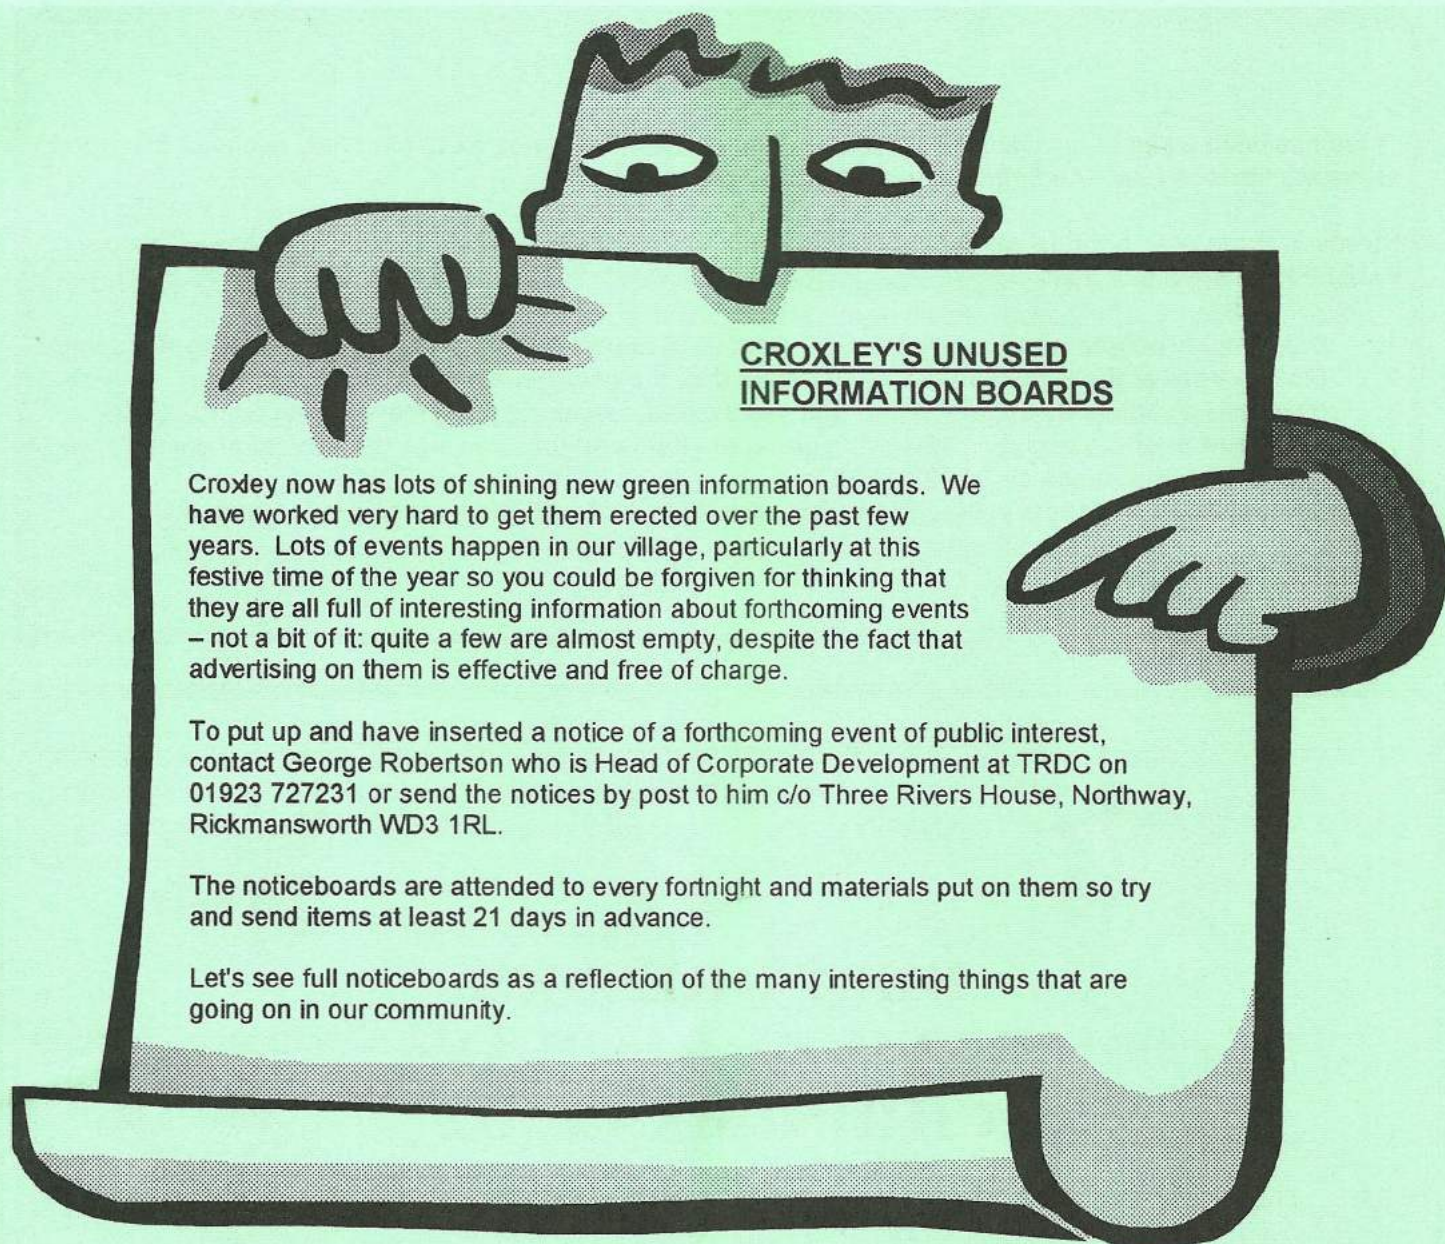 CROXLEY'S UNUSED
INFORMATION BOARDS
Croxley now has lots of shining new green information boards.  We
have worked very hard to get them erected over the past few
years.  Lots of events happen in our village, particularly at this
festive time of the year so you could be forgiven for thinking that
they are all full of interesting information about forthcoming events
– not a bit of it: quite a few are almost empty, despite the fact that
advertising on them is effective and free of charge.
To put up and have inserted a notice of a forthcoming event of public interest,
contact George Robertson who is Head of Corporate Development at TRDC on
01923 727231 or send the notices by post to him c/o Three Rivers House, Northway,
Rickmansworth WD3 1RL.
The noticeboards are attended to every fortnight and materials put on them so try
and send items at least 21 days in advance.
Let's see full noticeboards as a reflection of the many interesting things that are
going on in our community.